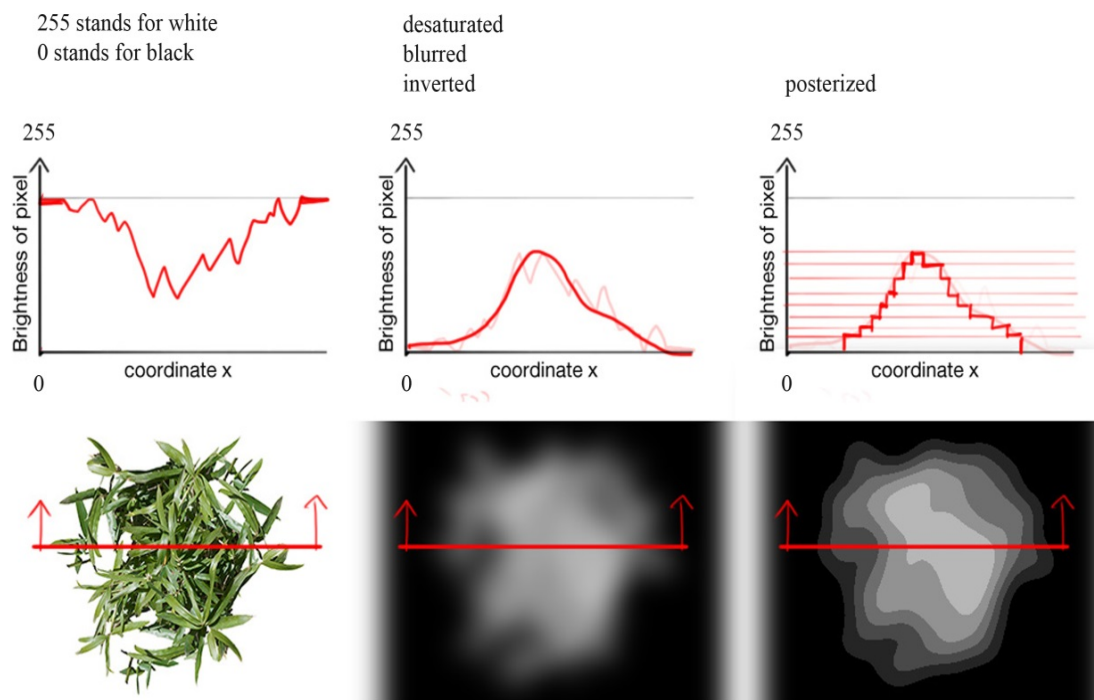 255 stands for white
0 stands for black
desaturated
blurred
inverted
posterized
255
Brightness of pixel
coordinate x
0
255
Brightness of pixel
coordinate x
0
255
Brightness of pixel
coordinate x
0